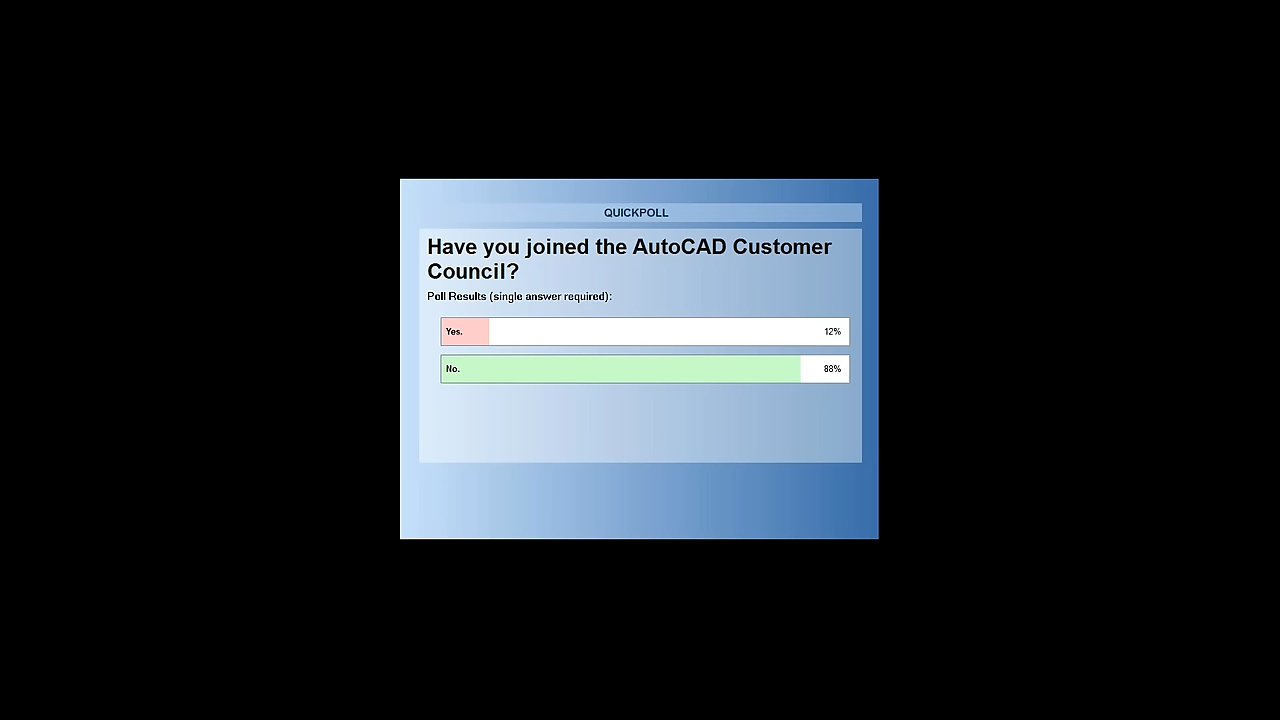 QUICKPOLL
Have you joined the AutoCAD Customer
Council?
Poll Results (single answer required):
Yes. 12%
No. 88%